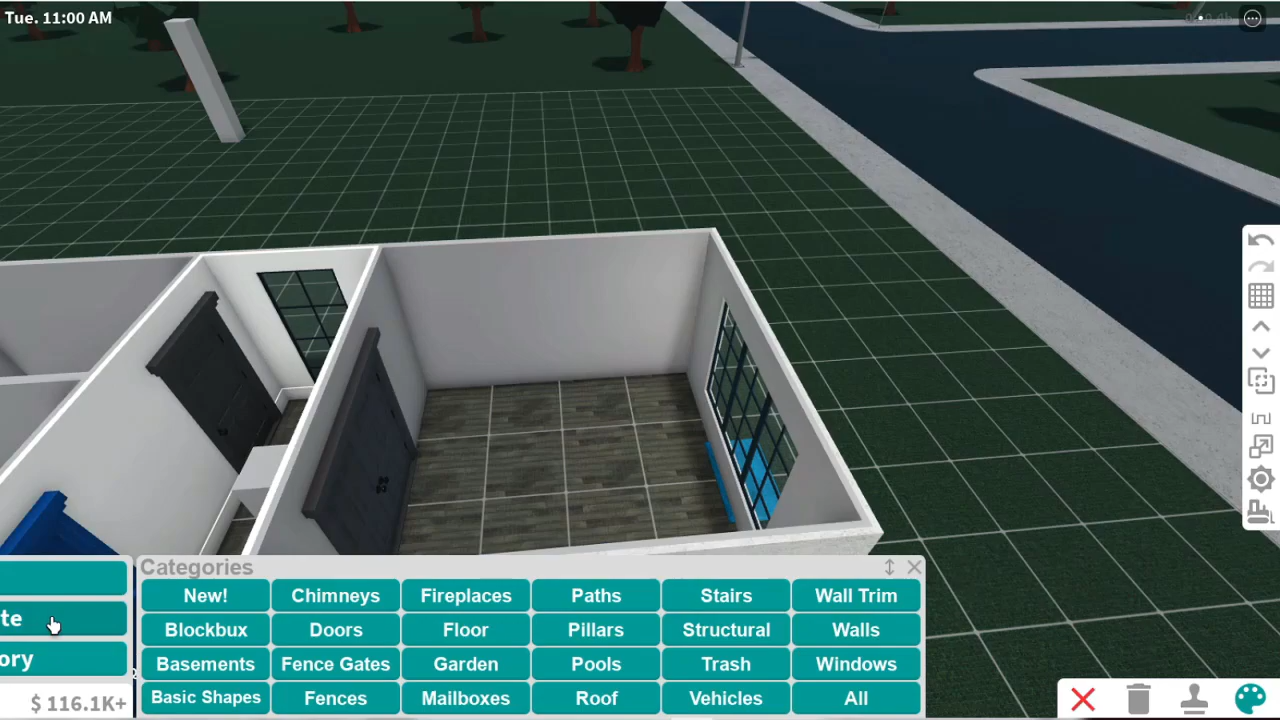 Tue. 11:00 AM
Categories
New! Chimneys Fireplaces Paths Stairs Wall Trim
te Blockbux Doors Floor Pillars Structural Walls
ory Basements Fence Gates Garden Pools Trash Windows
$ 116.1K+ Basic Shapes Fences Mailboxes Roof Vehicles All